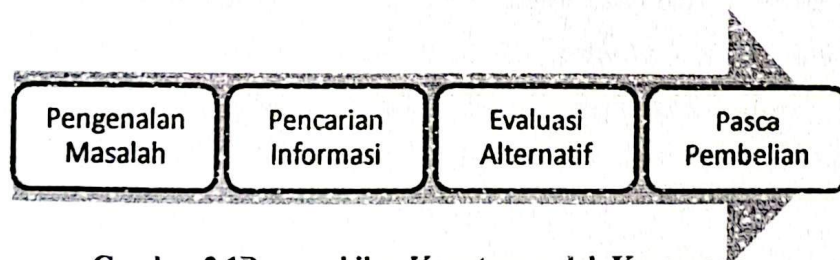 Pengenalan
Masalah
Pencarian
Informasi
Evaluasi
Alternatif
Pasca
Pembelian